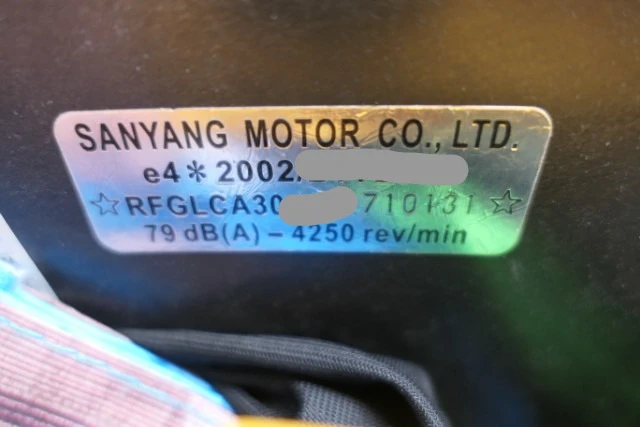 SANYANG MOTOR CO., LTD.
e4*2002/
☆RFGLCA30 710131☆
79 dB(A) – 4250 rev/min